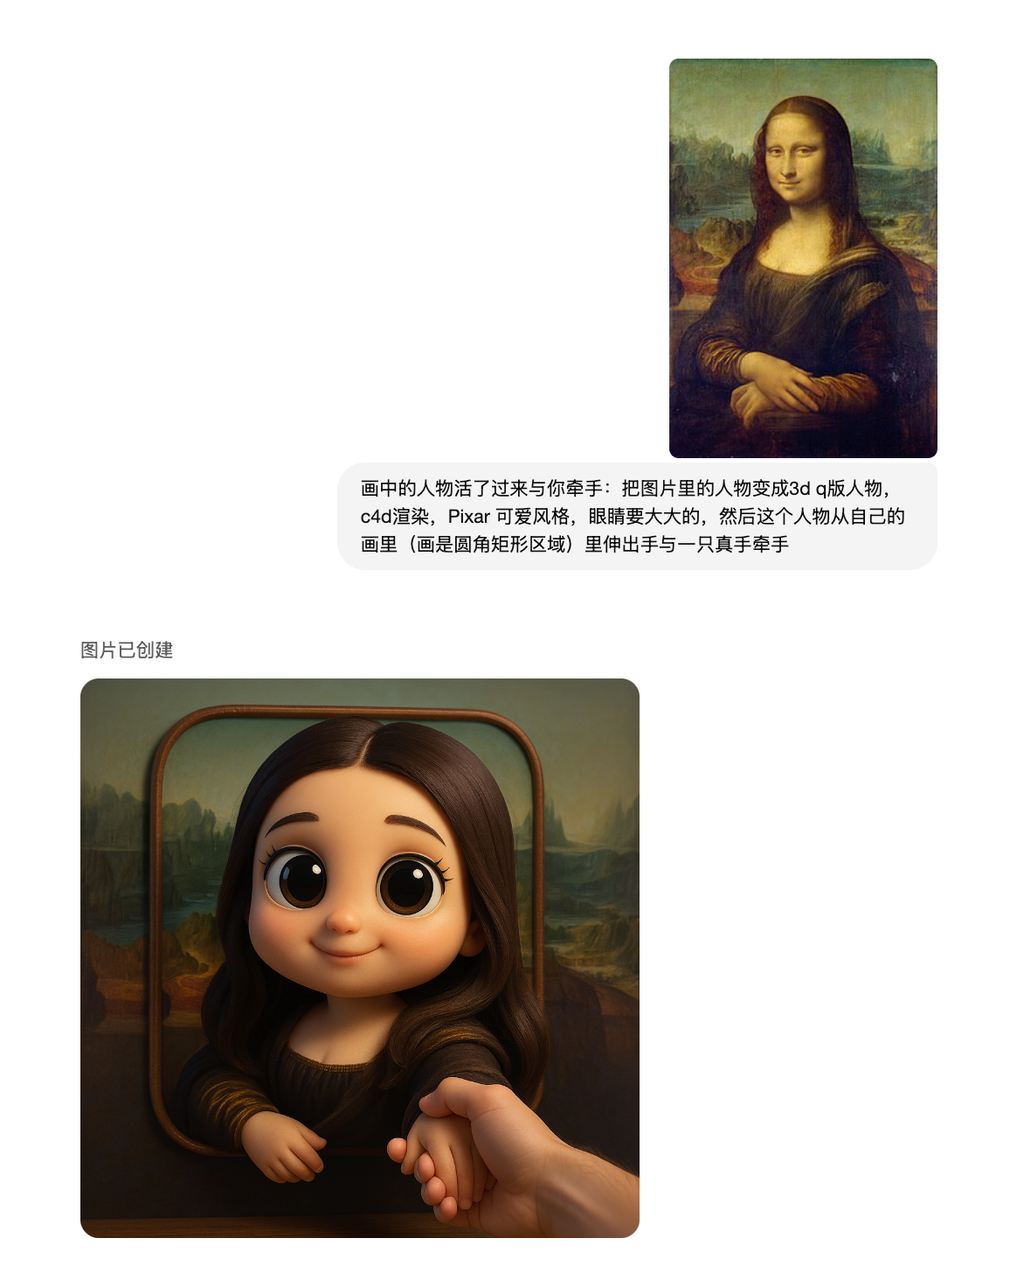 画中的人物活了过来与你牵手：把图片里的人物变成3d q版人物，
c4d渲染，Pixar 可爱风格，眼睛要大大的，然后这个人物从自己的
画里（画是圆角矩形区域）里伸出手与一只真手牵手
图片已创建